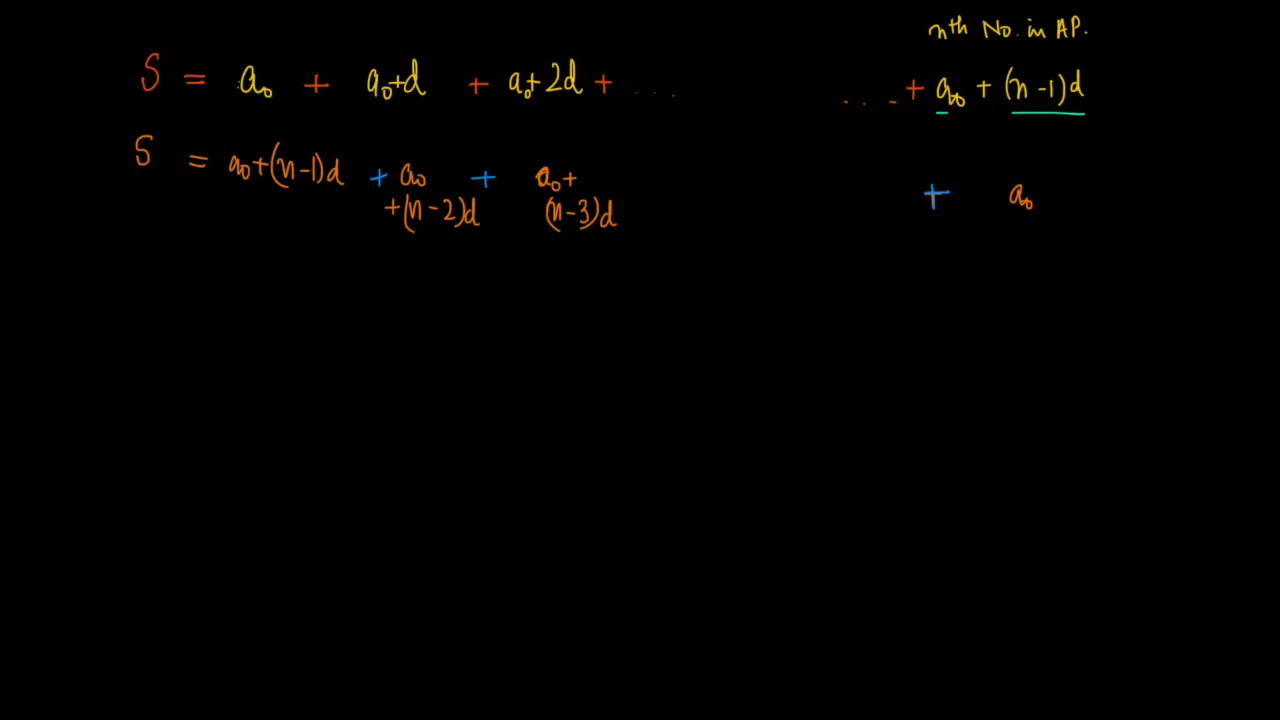 nth No. in AP.
S = a₀ + a₀+d + a₀+2d + ... ... + a₀ + (n-1)d
S = a₀+(n-1)d + a₀ + a₀+ + a₀
+(n-2)d (n-3)d